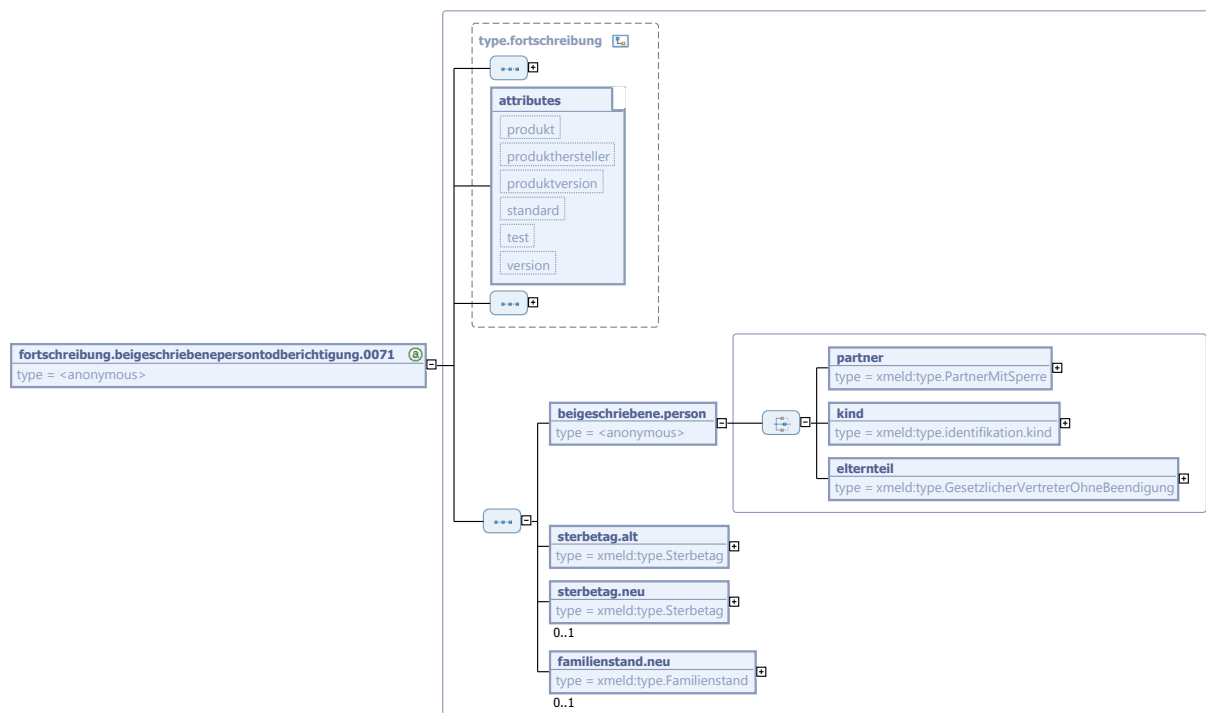 type.fortschreibung
attributes
produkt
produkthersteller
produktversion
standard
test
version
fortschreibung.beigeschriebenepersontodberichtigung.0071 a
type = <anonymous>
partner
type = xmeld:type.PartnerMitSperre
beigeschriebene.person
type = <anonymous>
kind
type = xmeld:type.identifikation.kind
elternteil
type = xmeld:type.GesetzlicherVertreterOhneBeendigung
sterbetag.alt
type = xmeld:type.Sterbetag
sterbetag.neu
type = xmeld:type.Sterbetag
0..1
familienstand.neu
type = xmeld:type.Familienstand
0..1